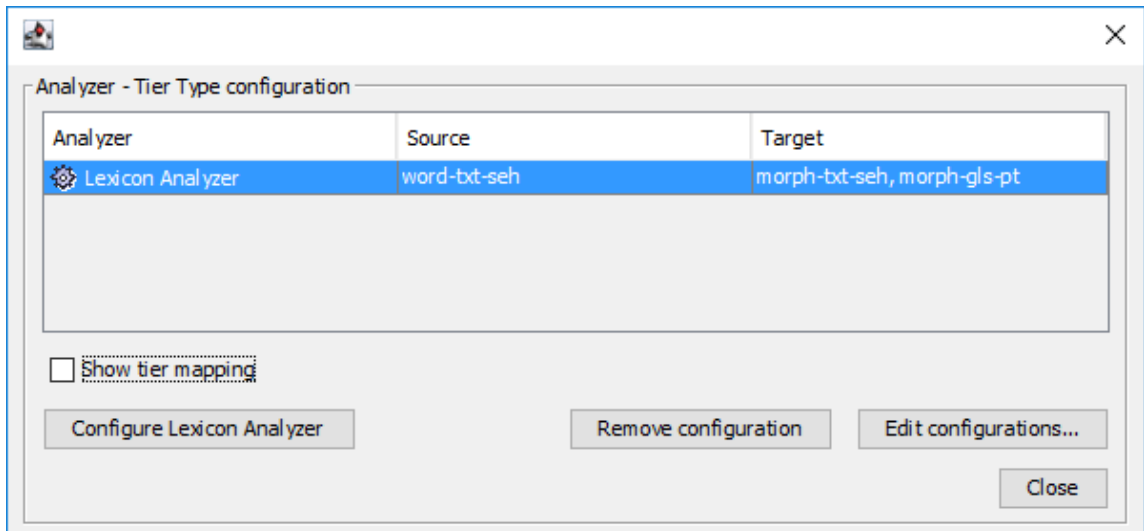 Analyzer - Tier Type configuration
Analyzer Source Target
Lexicon Analyzer word-txt-seh morph-txt-seh, morph-gls-pt
Show tier mapping
Configure Lexicon Analyzer Remove configuration Edit configurations...
Close